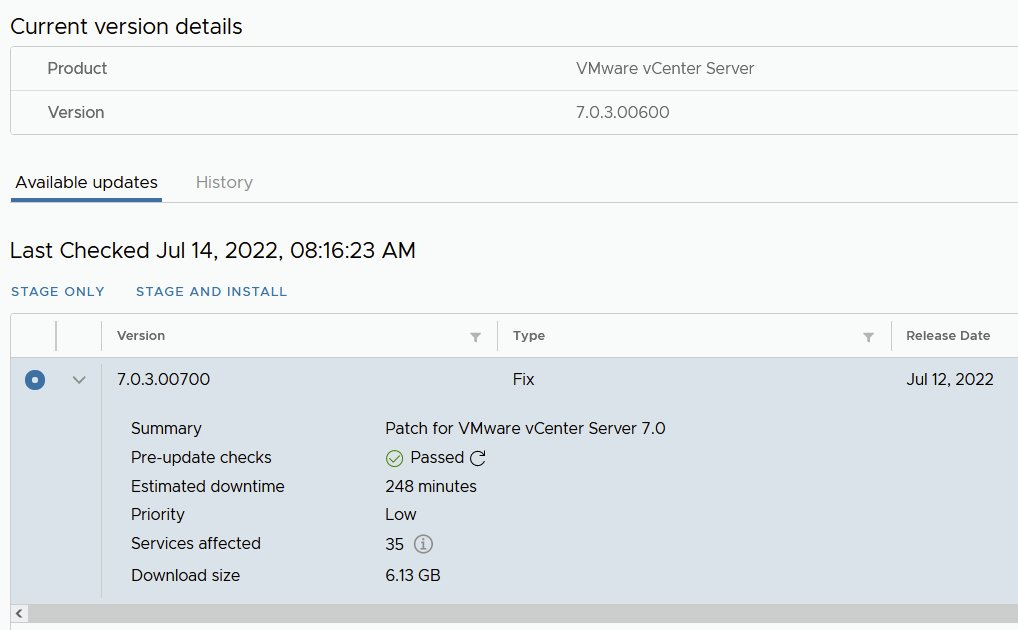 Current version details
Product VMware vCenter Server
Version 7.0.3.00600
Available updates History
Last Checked Jul 14, 2022, 08:16:23 AM
STAGE ONLY STAGE AND INSTALL
Version Type Release Date
7.0.3.00700 Fix Jul 12, 2022
Summary Patch for VMware vCenter Server 7.0
Pre-update checks Passed
Estimated downtime 248 minutes
Priority Low
Services affected 35
Download size 6.13 GB